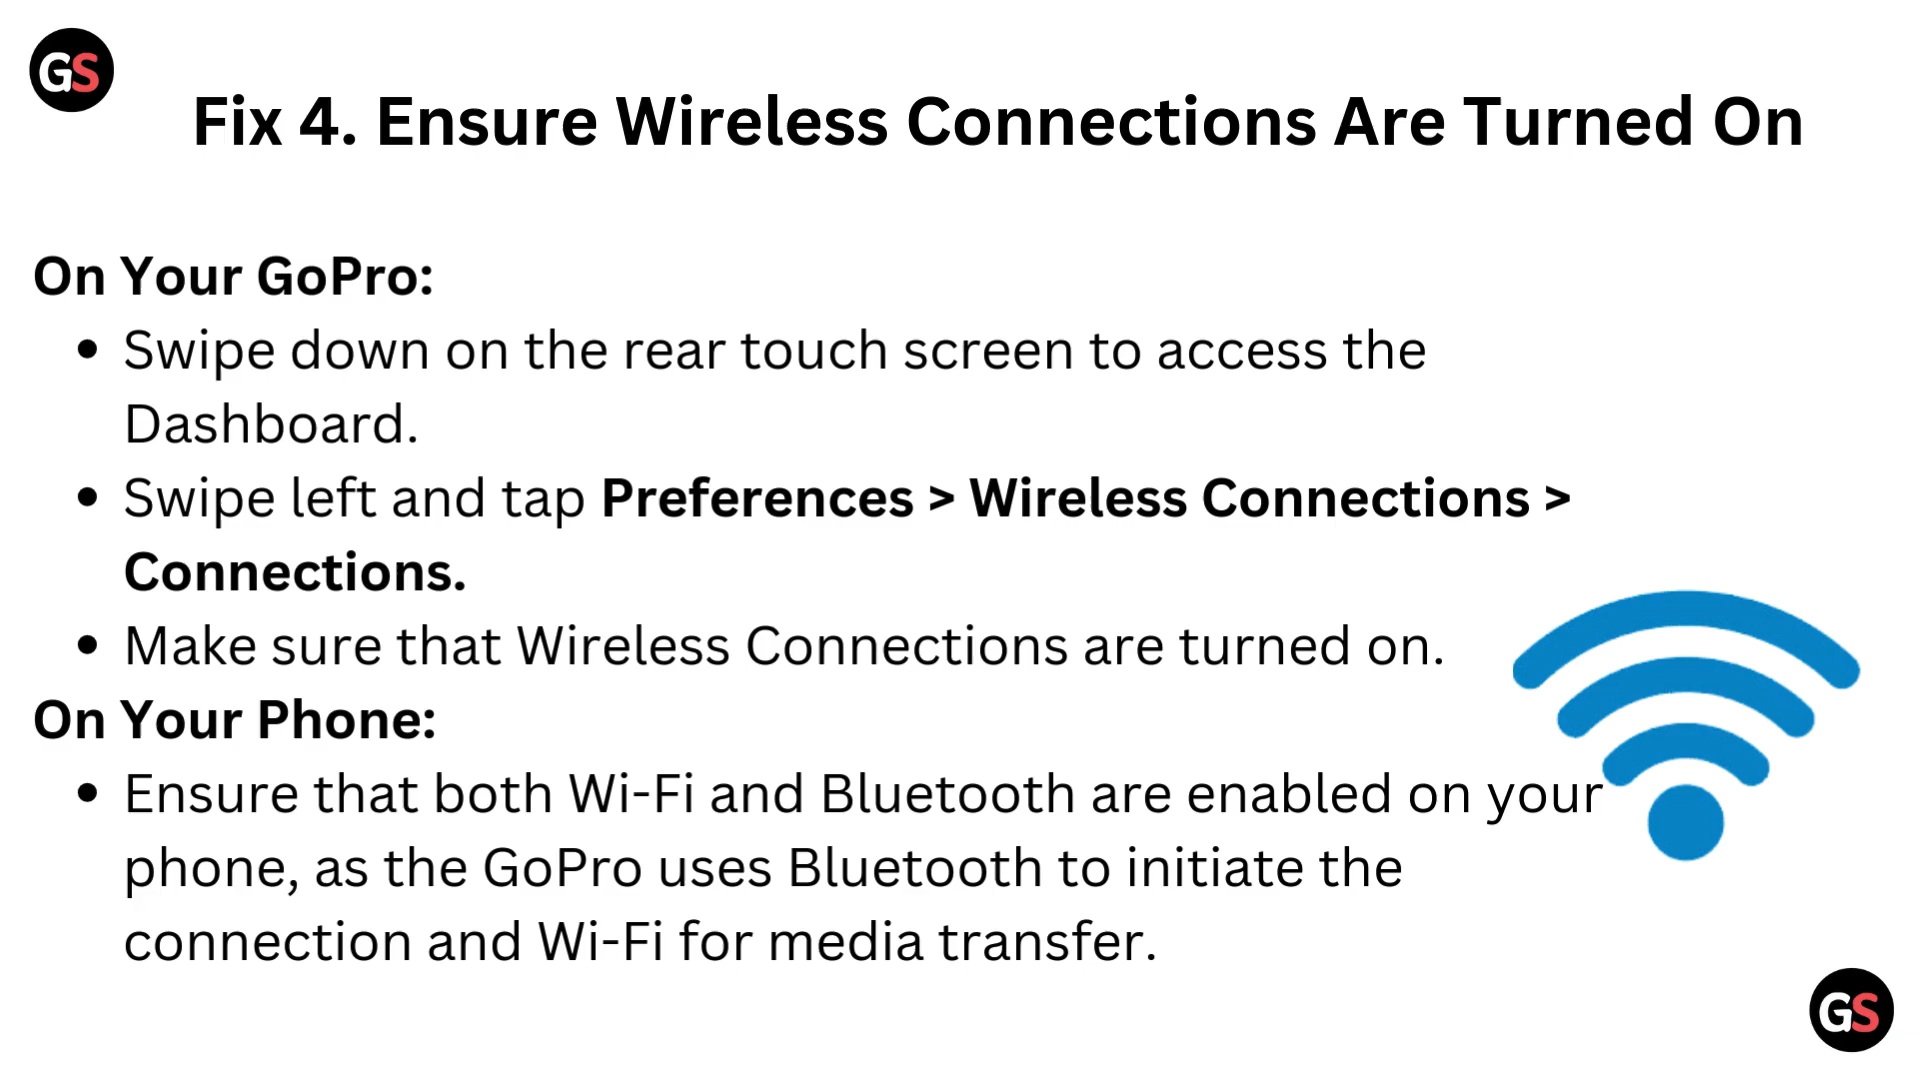 GS
Fix 4. Ensure Wireless Connections Are Turned On
On Your GoPro:
• Swipe down on the rear touch screen to access the
Dashboard.
• Swipe left and tap Preferences > Wireless Connections >
Connections.
• Make sure that Wireless Connections are turned on.
On Your Phone:
• Ensure that both Wi-Fi and Bluetooth are enabled on your
phone, as the GoPro uses Bluetooth to initiate the
connection and Wi-Fi for media transfer.
GS